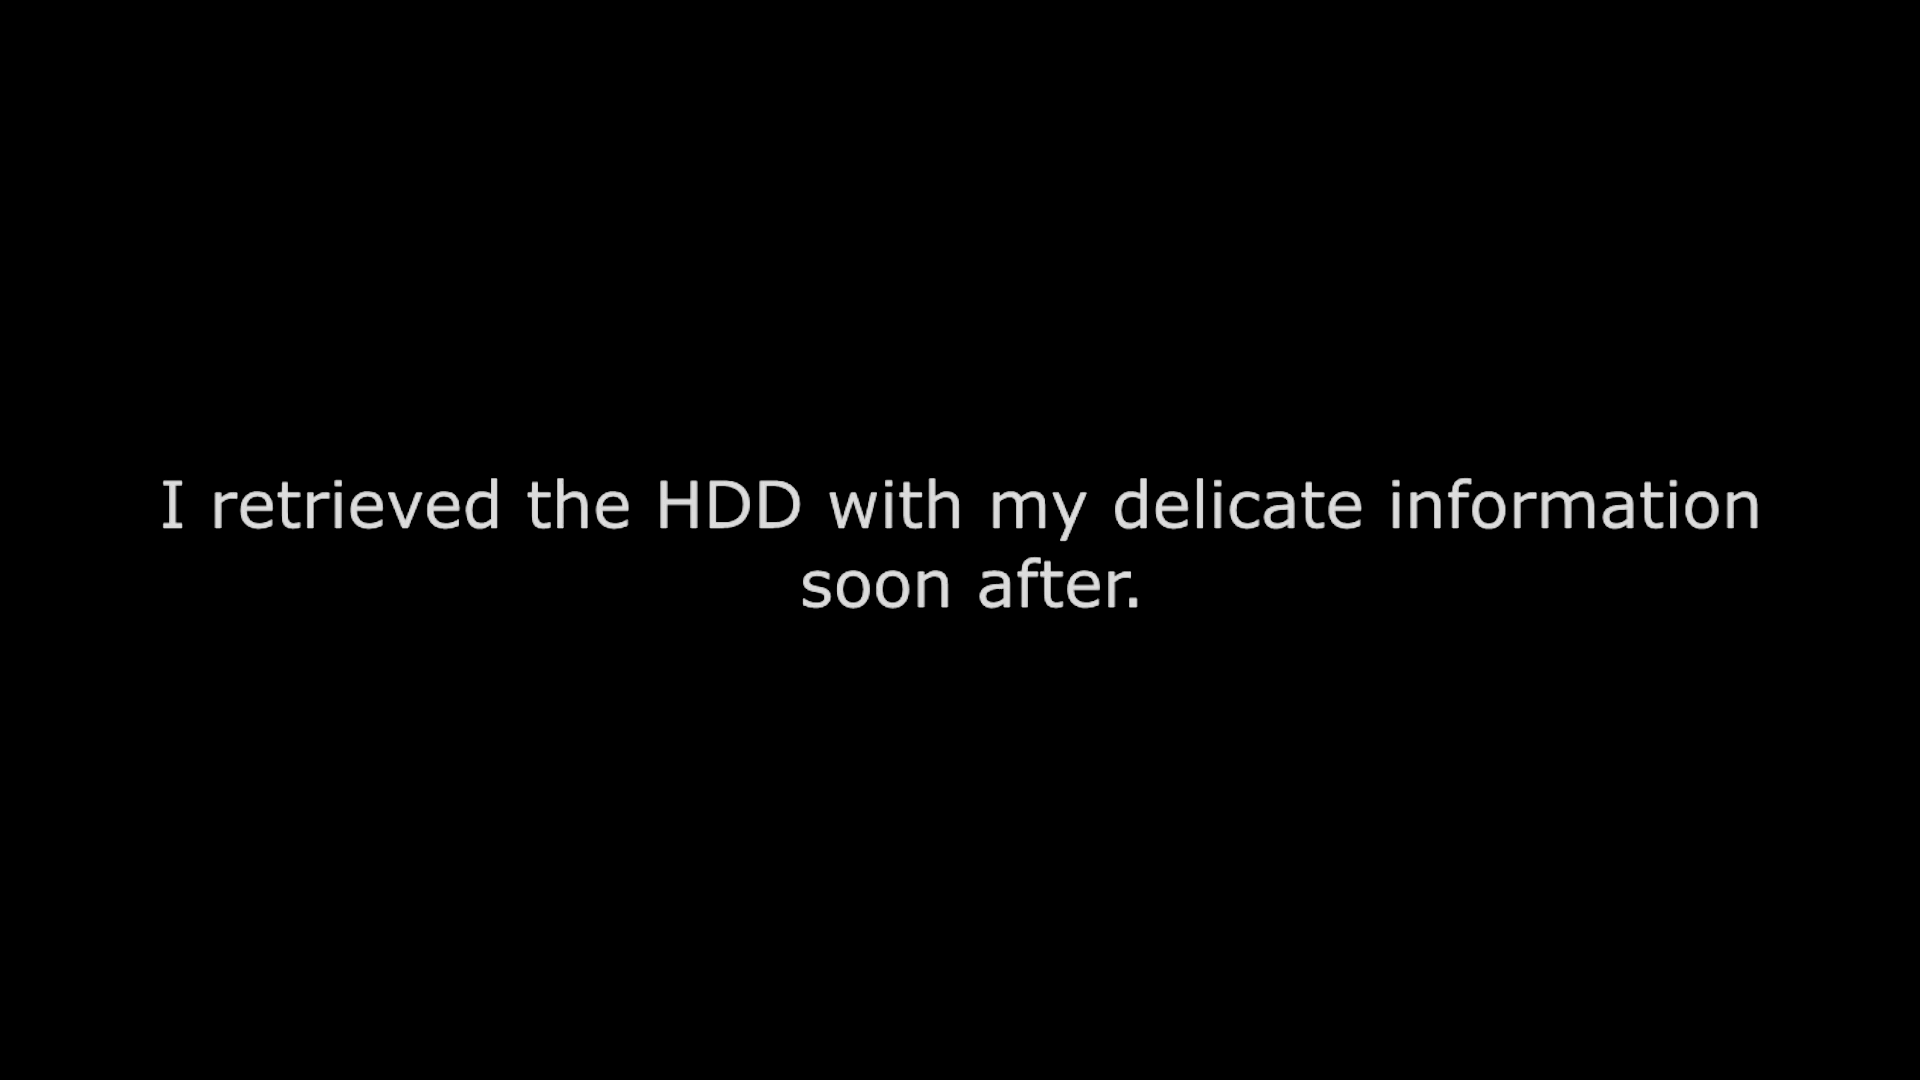 I retrieved the HDD with my delicate information
soon after.